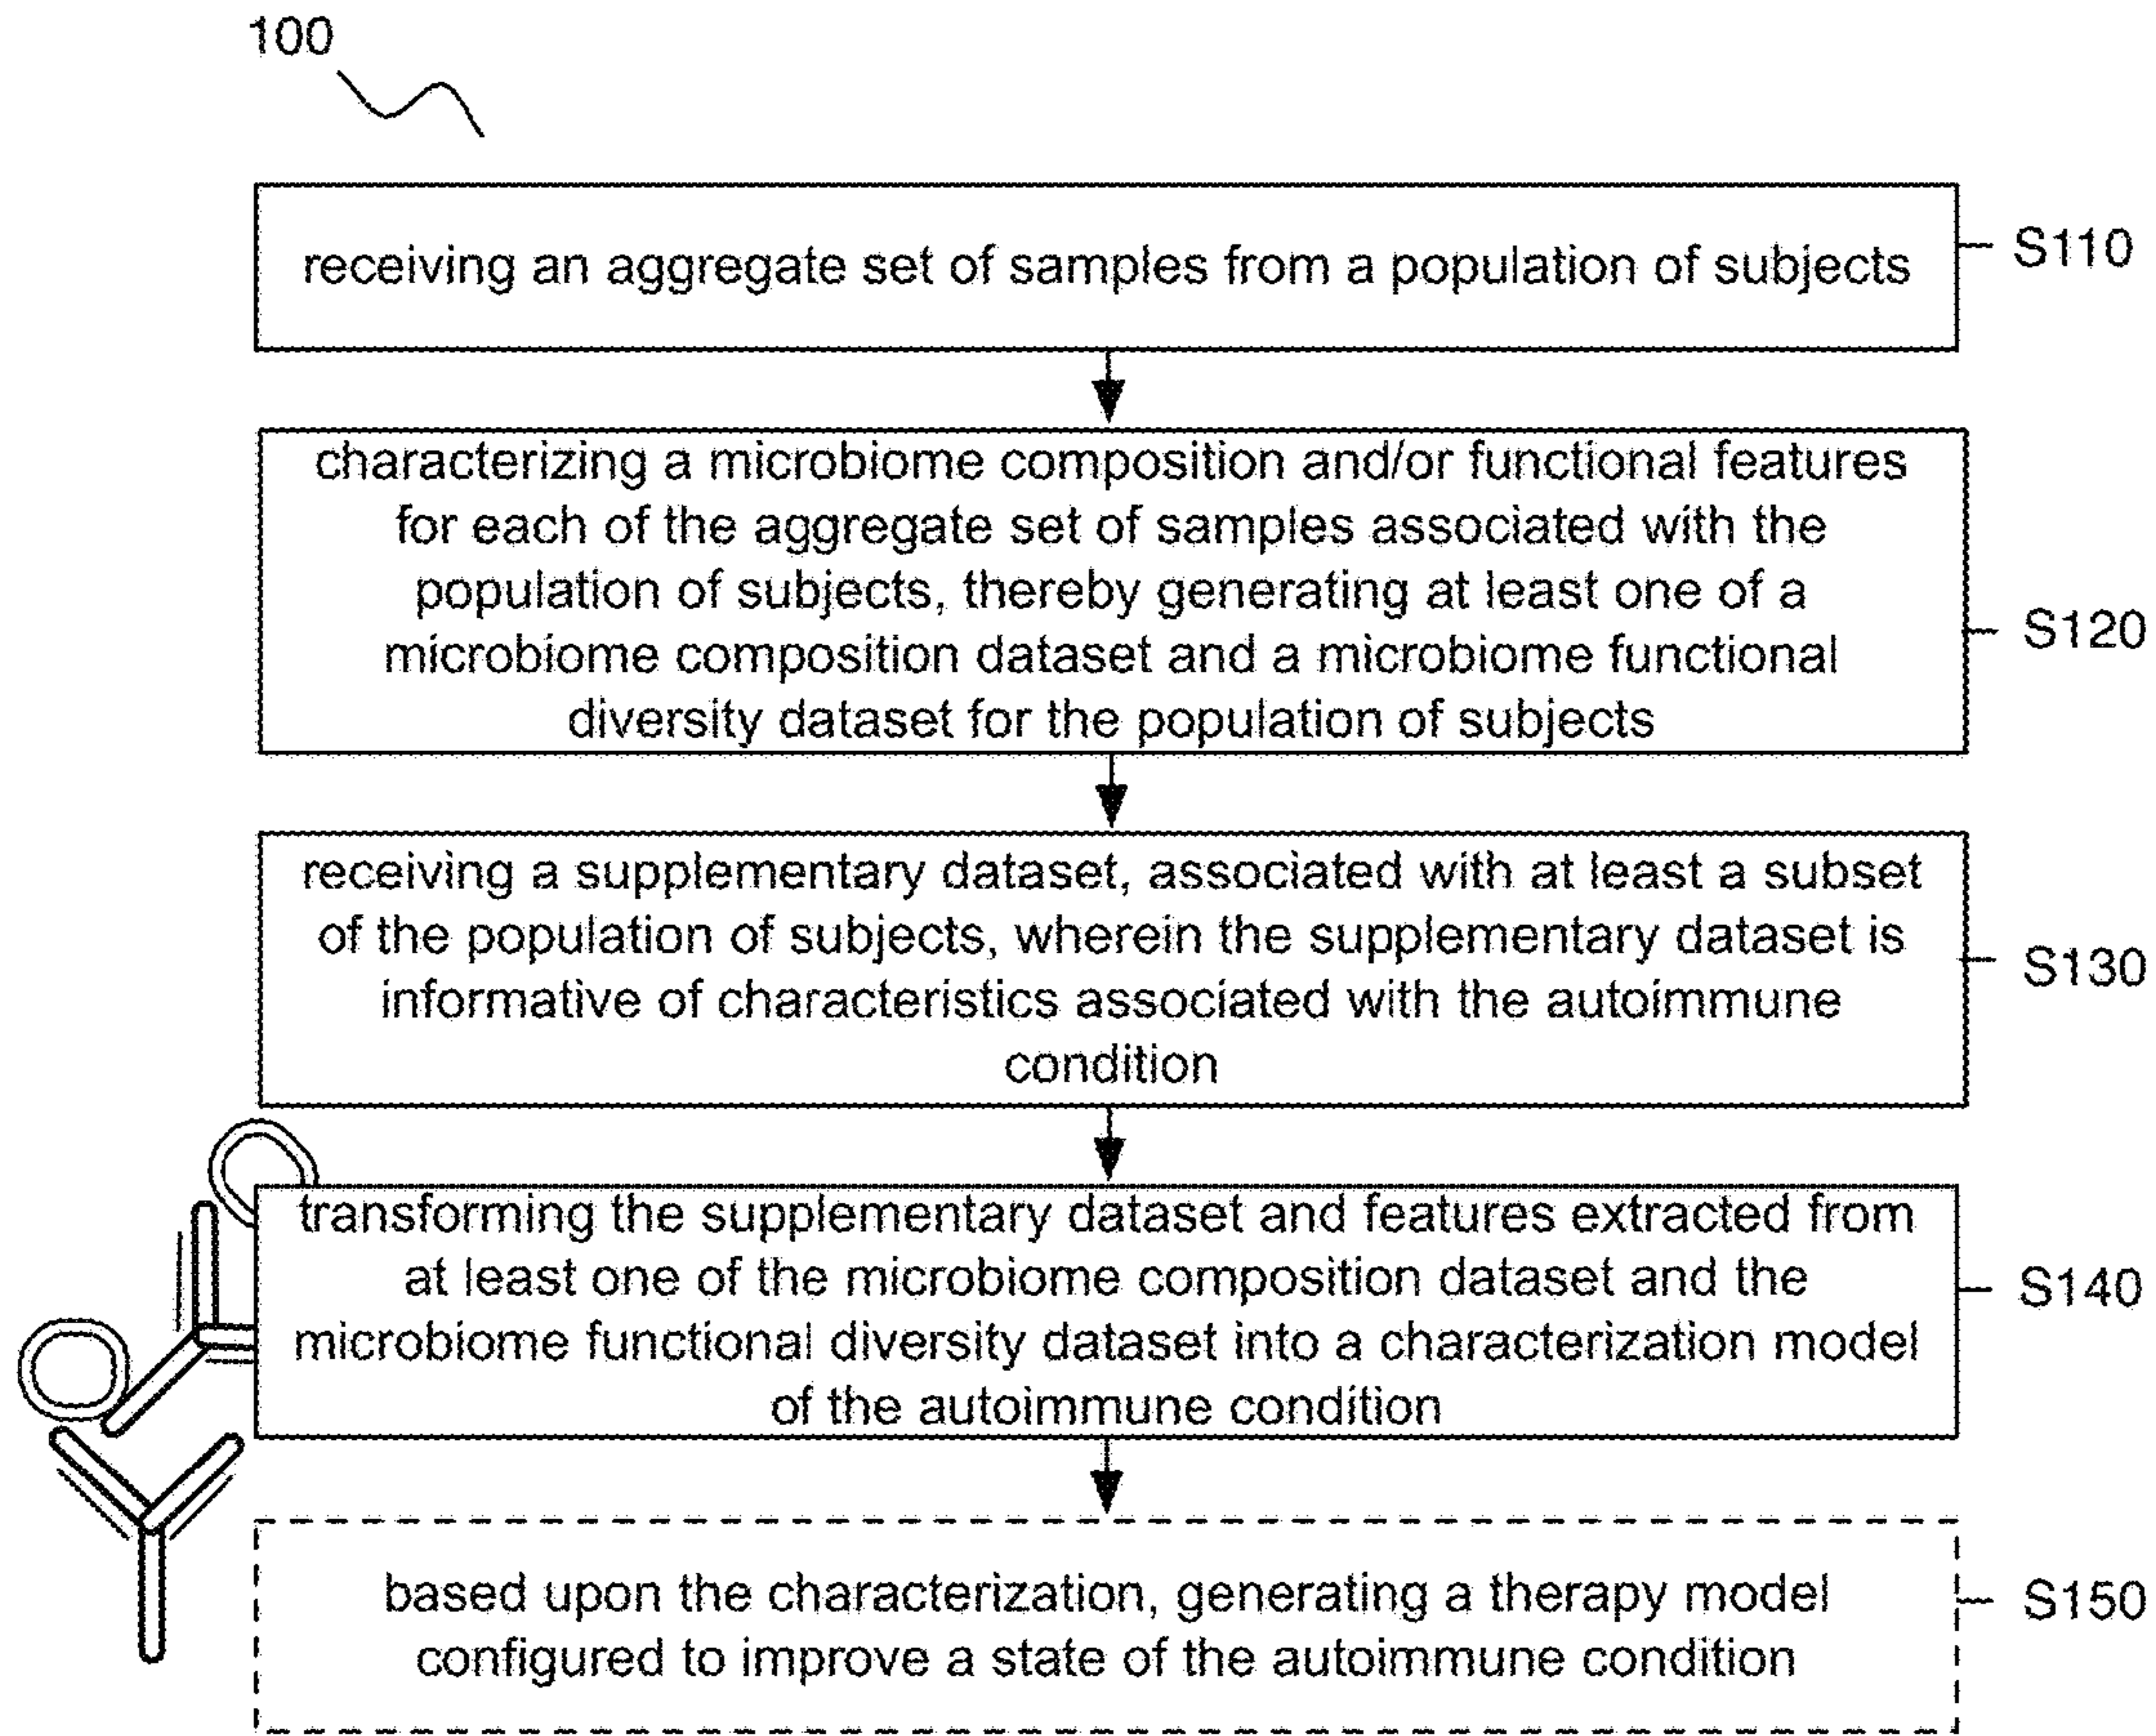 100
receiving an aggregate set of samples from a population of subjects
S110
characterizing a microbiome composition and/or functional features
for each of the aggregate set of samples associated with the
population of subjects, thereby generating at least one of a
microbiome composition dataset and a microbiome functional
diversity dataset for the population of subjects
S120
receiving a supplementary dataset, associated with at least a subset
of the population of subjects, wherein the supplementary dataset is
informative of characteristics associated with the autoimmune
condition
S130
transforming the supplementary dataset and features extracted from
at least one of the microbiome composition dataset and the
microbiome functional diversity dataset into a characterization model
of the autoimmune condition
S140
based upon the characterization, generating a therapy model
configured to improve a state of the autoimmune condition
S150